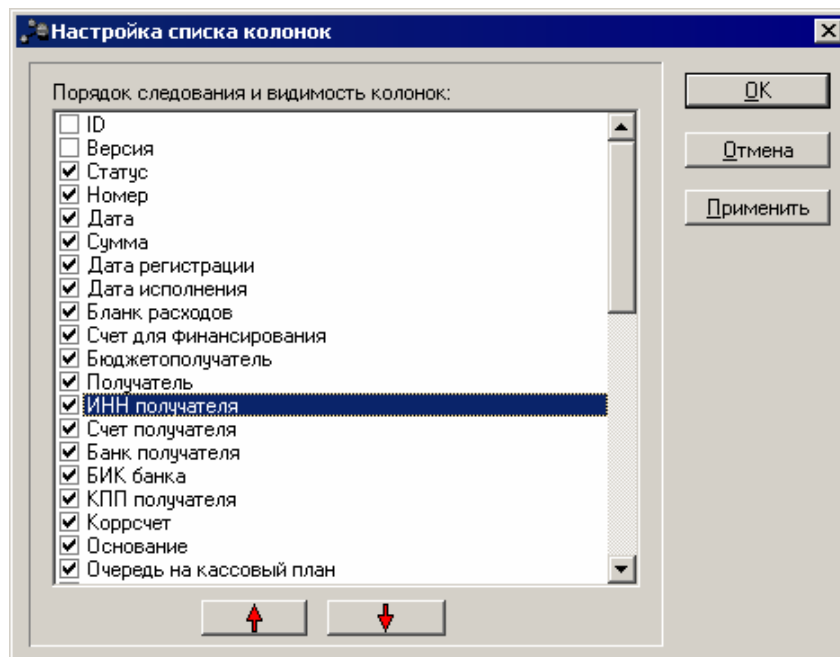 Настройка списка колонок
Порядок следования и видимость колонок:
ID
Версия
Статус
Номер
Дата
Сумма
Дата регистрации
Дата исполнения
Бланк расходов
Счет для финансирования
Бюджетополучатель
Получатель
ИНН получателя
Счет получателя
Банк получателя
БИК банка
КПП получателя
Коррсчет
Основание
Очередь на кассовый план
OK
Отмена
Применить